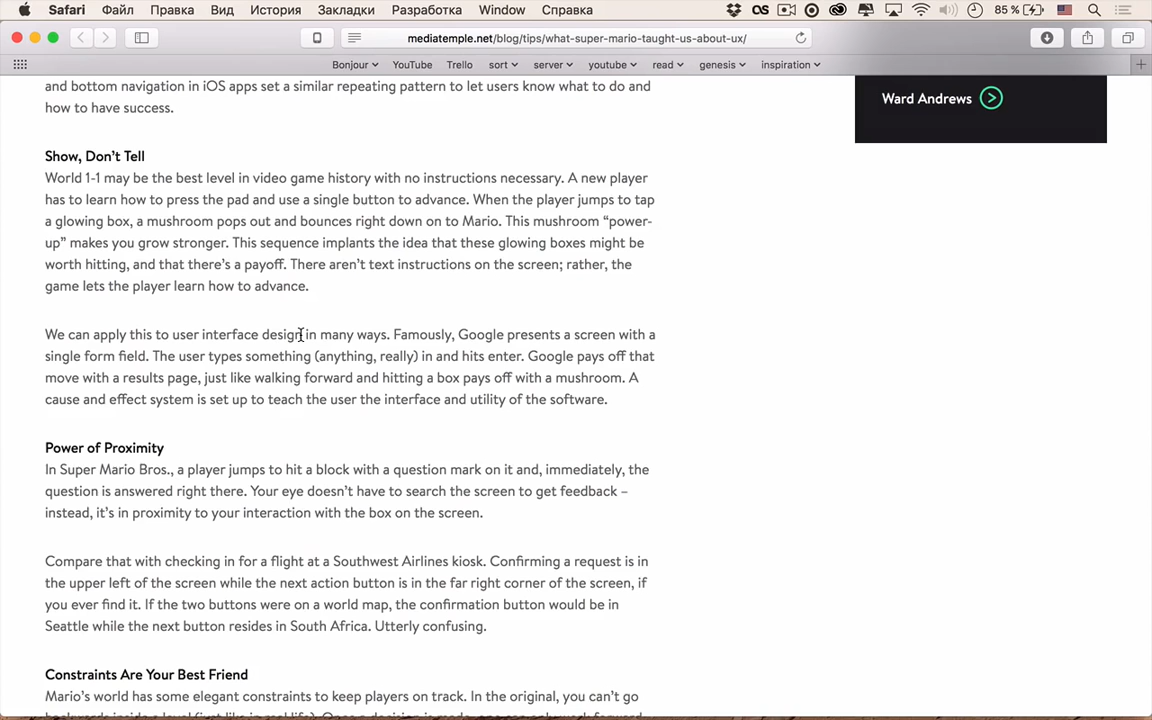 Safari Файл Правка Вид История Закладки Разработка Window Справка 85 %
mediatemple.net/blog/tips/what-super-mario-taught-us-about-ux/
Bonjour YouTube Trello sort server youtube read genesis inspiration
and bottom navigation in iOS apps set a similar repeating pattern to let users know what to do and
how to have success.
Ward Andrews
Show, Don’t Tell
World 1-1 may be the best level in video game history with no instructions necessary. A new player
has to learn how to press the pad and use a single button to advance. When the player jumps to tap
a glowing box, a mushroom pops out and bounces right down on to Mario. This mushroom “power-
up” makes you grow stronger. This sequence implants the idea that these glowing boxes might be
worth hitting, and that there’s a payoff. There aren’t text instructions on the screen; rather, the
game lets the player learn how to advance.
We can apply this to user interface design in many ways. Famously, Google presents a screen with a
single form field. The user types something (anything, really) in and hits enter. Google pays off that
move with a results page, just like walking forward and hitting a box pays off with a mushroom. A
cause and effect system is set up to teach the user the interface and utility of the software.
Power of Proximity
In Super Mario Bros., a player jumps to hit a block with a question mark on it and, immediately, the
question is answered right there. Your eye doesn’t have to search the screen to get feedback –
instead, it’s in proximity to your interaction with the box on the screen.
Compare that with checking in for a flight at a Southwest Airlines kiosk. Confirming a request is in
the upper left of the screen while the next action button is in the far right corner of the screen, if
you ever find it. If the two buttons were on a world map, the confirmation button would be in
Seattle while the next button resides in South Africa. Utterly confusing.
Constraints Are Your Best Friend
Mario’s world has some elegant constraints to keep players on track. In the original, you can’t go